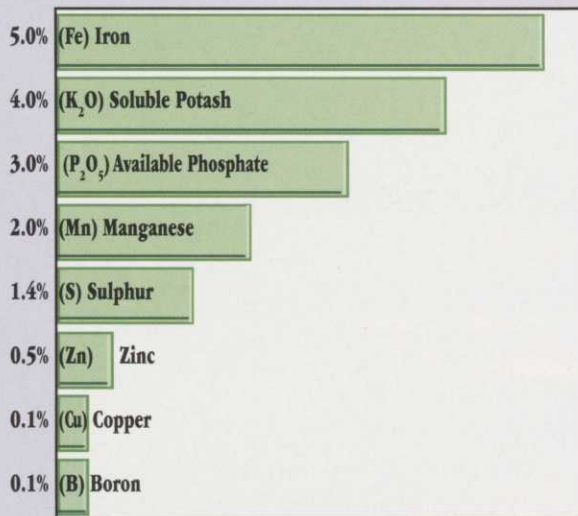 5.0% (Fe) Iron
4.0% (K₂O) Soluble Potash
3.0% (P₂O₅) Available Phosphate
2.0% (Mn) Manganese
1.4% (S) Sulphur
0.5% (Zn) Zinc
0.1% (Cu) Copper
0.1% (B) Boron